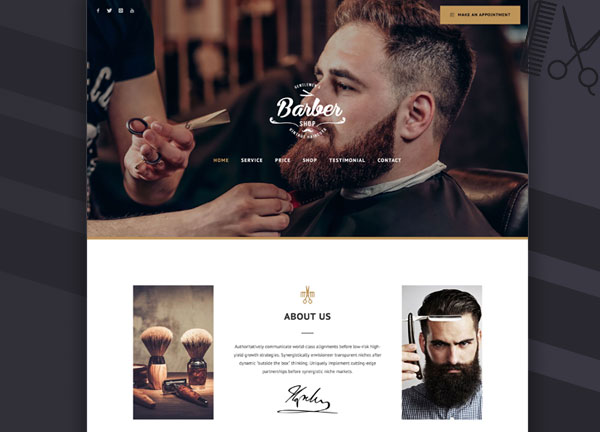 MAKE AN APPOINTMENT
GENTLEMEN'S
Barber
SHOP
HOME SERVICE PRICE SHOP TESTIMONIAL CONTACT
ABOUT US
Authoritatively communicate world-class alignments before low-risk high-
yield growth strategies. Synergistically envisioneer transparent niches after
dynamic "outside the box" thinking. Uniquely implement cutting-edge
partnerships before synergistic niche markets.